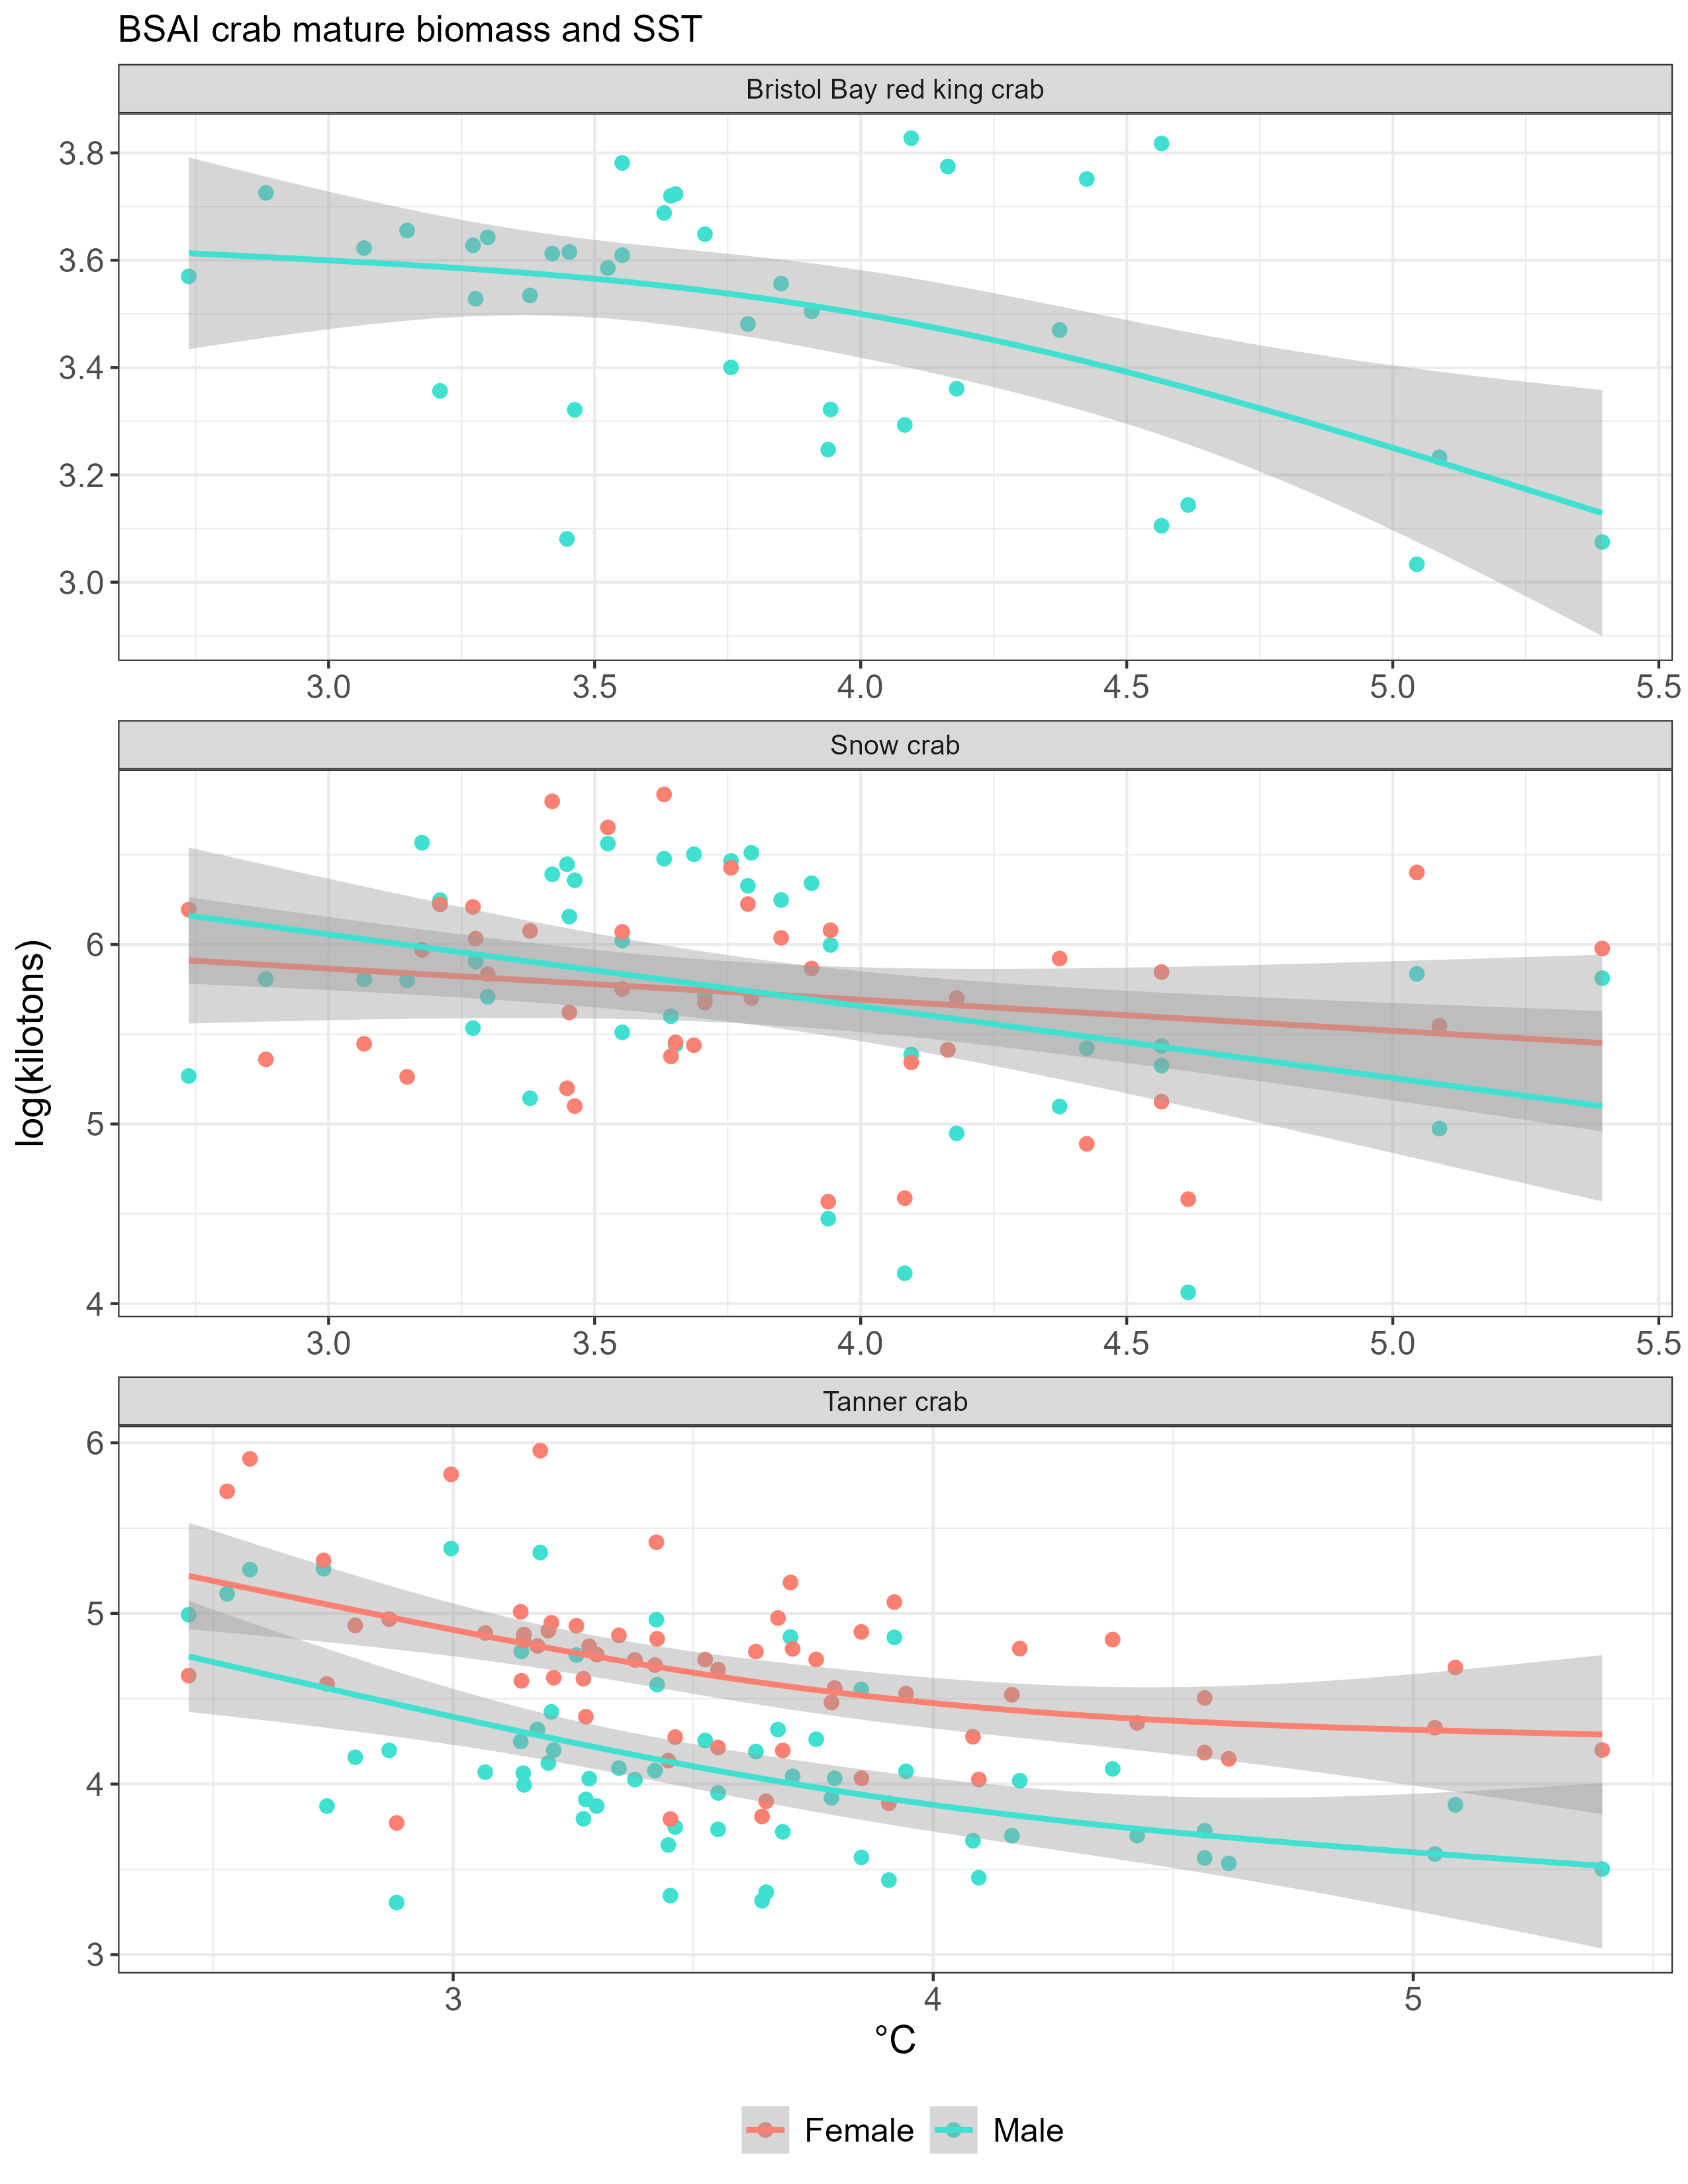 BSAI crab mature biomass and SST
Bristol Bay red king crab
3.8
3.6
3.4
3.2
3.0
3.0 3.5 4.0 4.5 5.0 5.5
Snow crab
6
5
4
3.0 3.5 4.0 4.5 5.0 5.5
log(kilotons)
Tanner crab
6
5
4
3
3 4 5
°C
Female Male